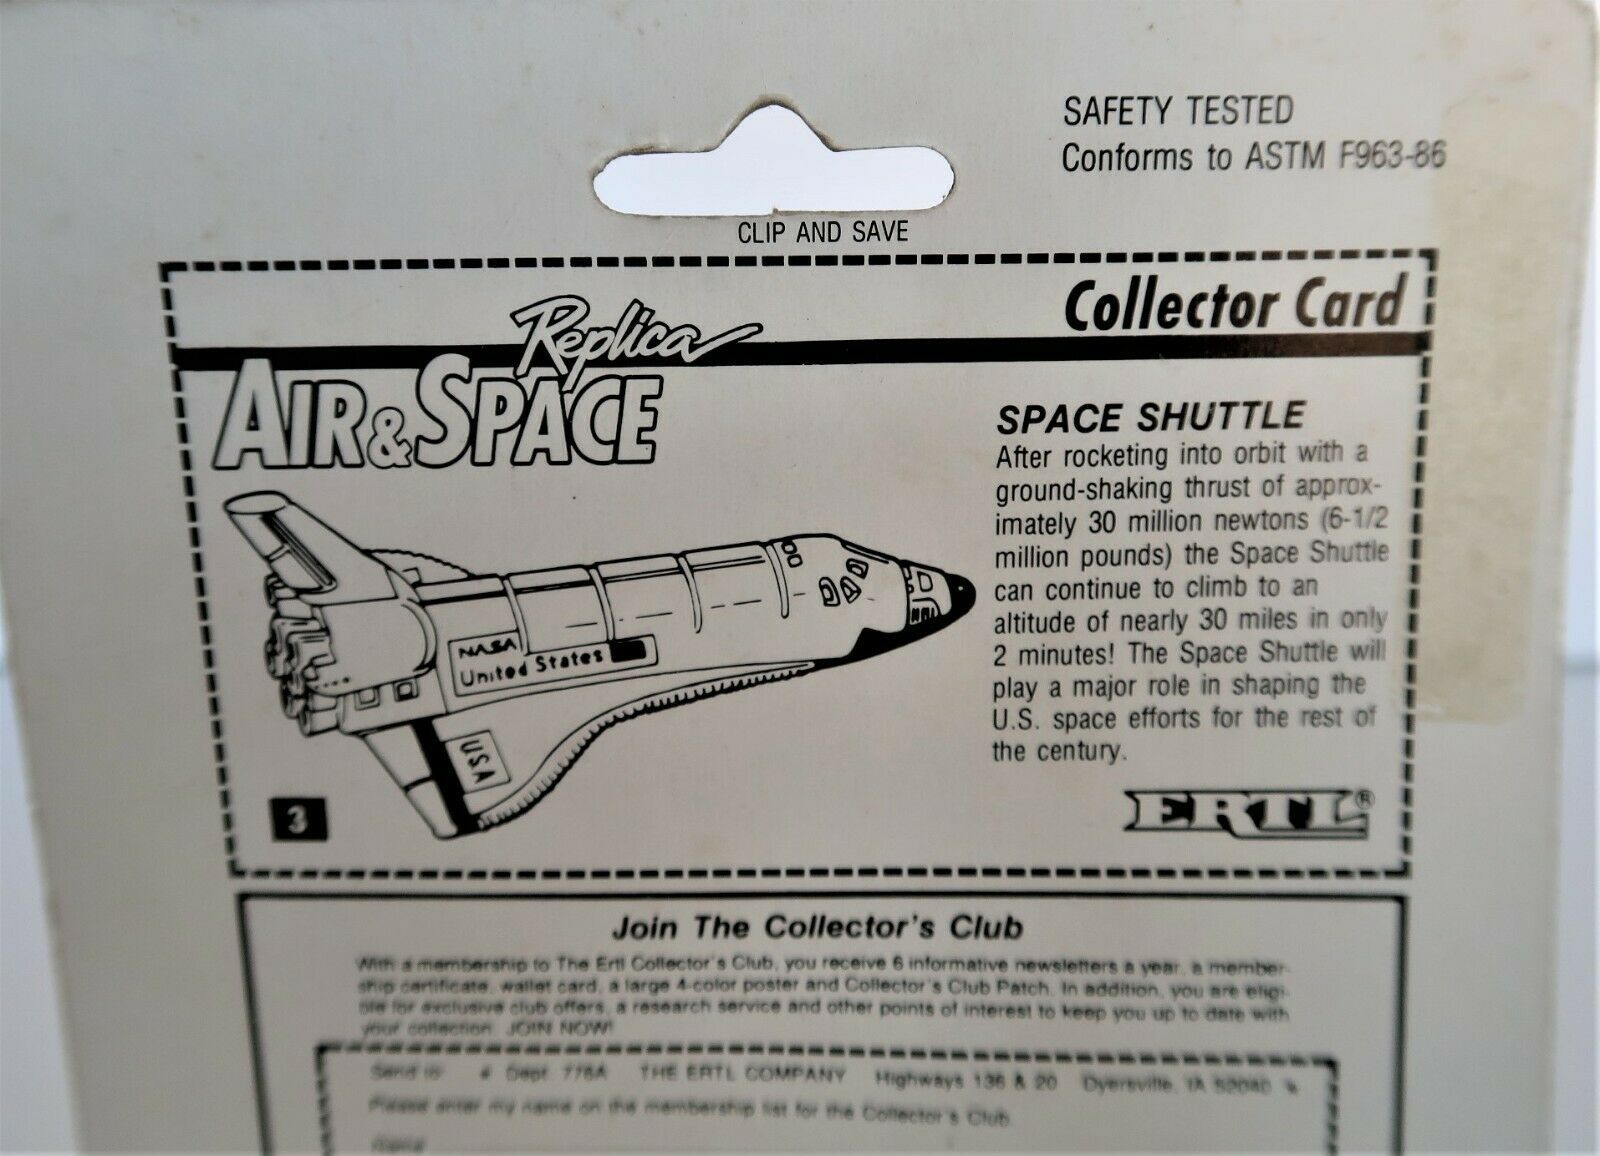 SAFETY TESTED
Conforms to ASTM F963-86
CLIP AND SAVE
Collector Card
Replica
AIR & SPACE
SPACE SHUTTLE
After rocketing into orbit with a
ground-shaking thrust of approx-
imately 30 million newtons (6-1/2
million pounds) the Space Shuttle
can continue to climb to an
altitude of nearly 30 miles in only
2 minutes! The Space Shuttle will
play a major role in shaping the
U.S. space efforts for the rest of
the century.
NASA
United States
USA
3
ERTL®
Join The Collector's Club
With a membership to The Ertl Collector's Club, you receive 6 informative newsletters a year, a member-
ship certificate, wallet card, a large 4-color poster and Collector's Club Patch. In addition, you are eligi-
ble for exclusive club offers, a research service and other points of interest to keep you up to date with
your collection. JOIN NOW!
Send to: Dept. 776A THE ERTL COMPANY Highways 136 & 20 Dyersville, IA 52040
Please enter my name on the membership list for the Collector's Club.
Name